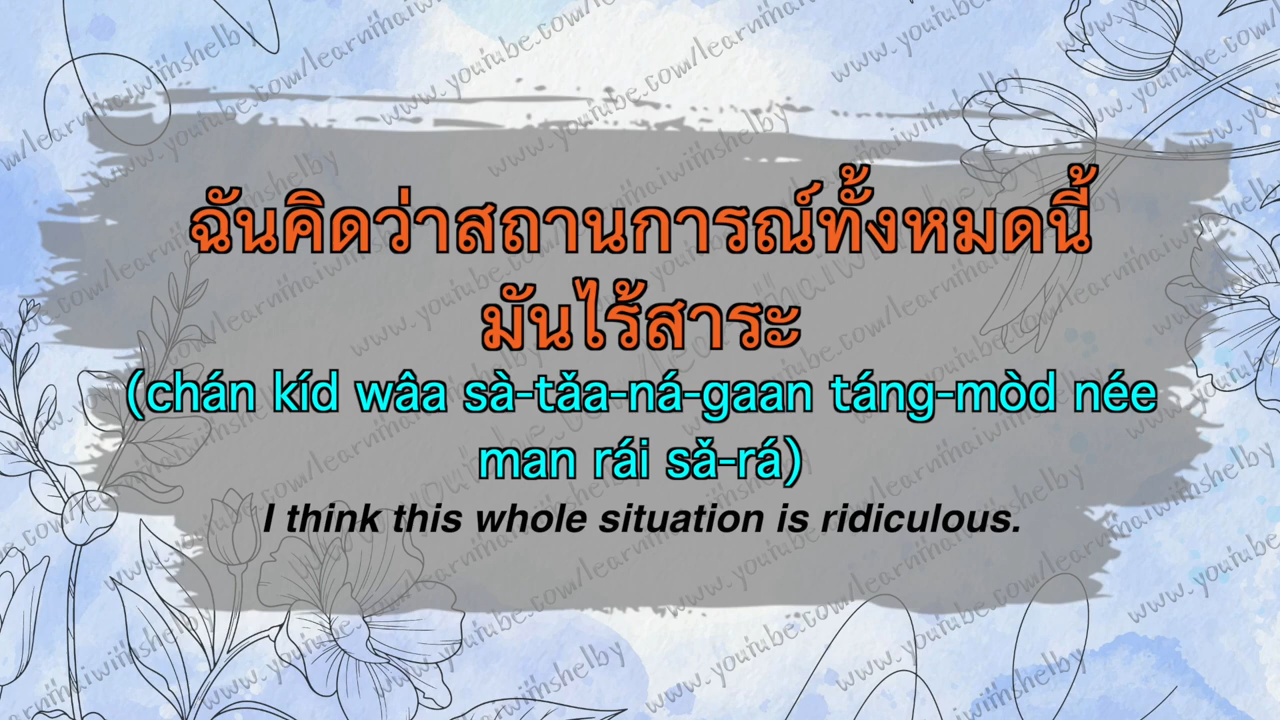 ฉันคิดว่าสถานการณ์ทั้งหมดนี้
มันไร้สาระ
(chán kíd wâa sà-tǎa-ná-gaan táng-mòd née
man rái sǎ-rá)
I think this whole situation is ridiculous.
www.youtube.com/learnthaiwithshelby